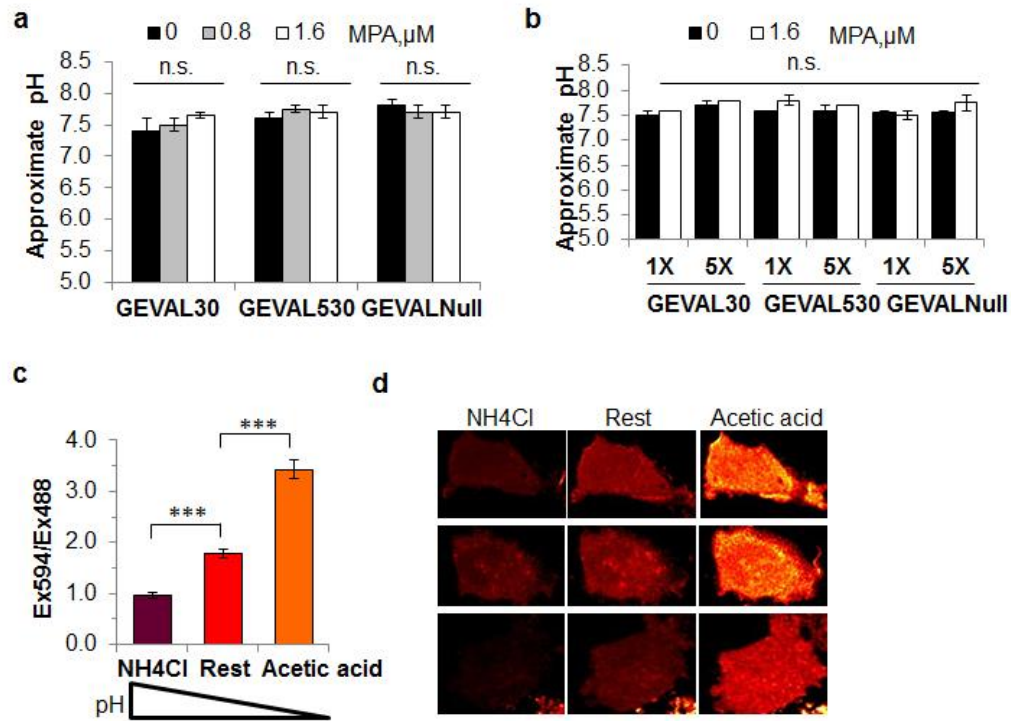 a
0 0.8 1.6 MPA,µM
n.s. n.s. n.s.
Approximate pH
8.5
8.0
7.5
7.0
6.5
6.0
5.5
5.0
GEVAL30 GEVAL530 GEVALNull
b
0 1.6 MPA,µM
n.s.
Approximate pH
8.5
8.0
7.5
7.0
6.5
6.0
5.5
5.0
1X 5X 1X 5X 1X 5X
GEVAL30 GEVAL530 GEVALNull
c
Ex594/Ex488
4.0
3.0
2.0
1.0
0.0
***
***
NH4Cl Rest Acetic acid
pH
d
NH4Cl Rest Acetic acid